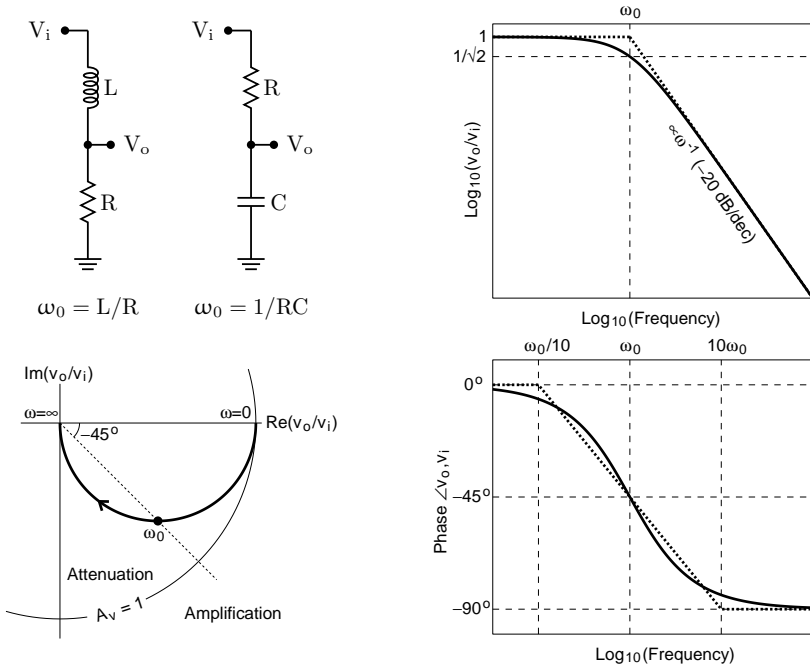 Vᵢ
L
Vₒ
R
ω₀ = L/R
Vᵢ
R
Vₒ
C
ω₀ = 1/RC
ω₀
1
1/√2
Log₁₀(vₒ/vᵢ)
∝ω⁻¹ (−20 dB/dec)
Log₁₀(Frequency)
Im(vₒ/vᵢ)
ω=∞
ω=0
Re(vₒ/vᵢ)
−45°
ω₀
Attenuation
Aᵥ = 1
Amplification
ω₀/10
ω₀
10ω₀
0°
−45°
−90°
Phase ∠vₒ,vᵢ
Log₁₀(Frequency)